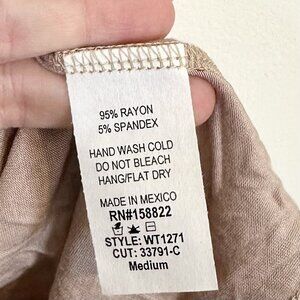 95% RAYON
5% SPANDEX
HAND WASH COLD
DO NOT BLEACH
HANG/FLAT DRY
MADE IN MEXICO
RN#158822
STYLE: WT1271
CUT: 33791-C
Medium